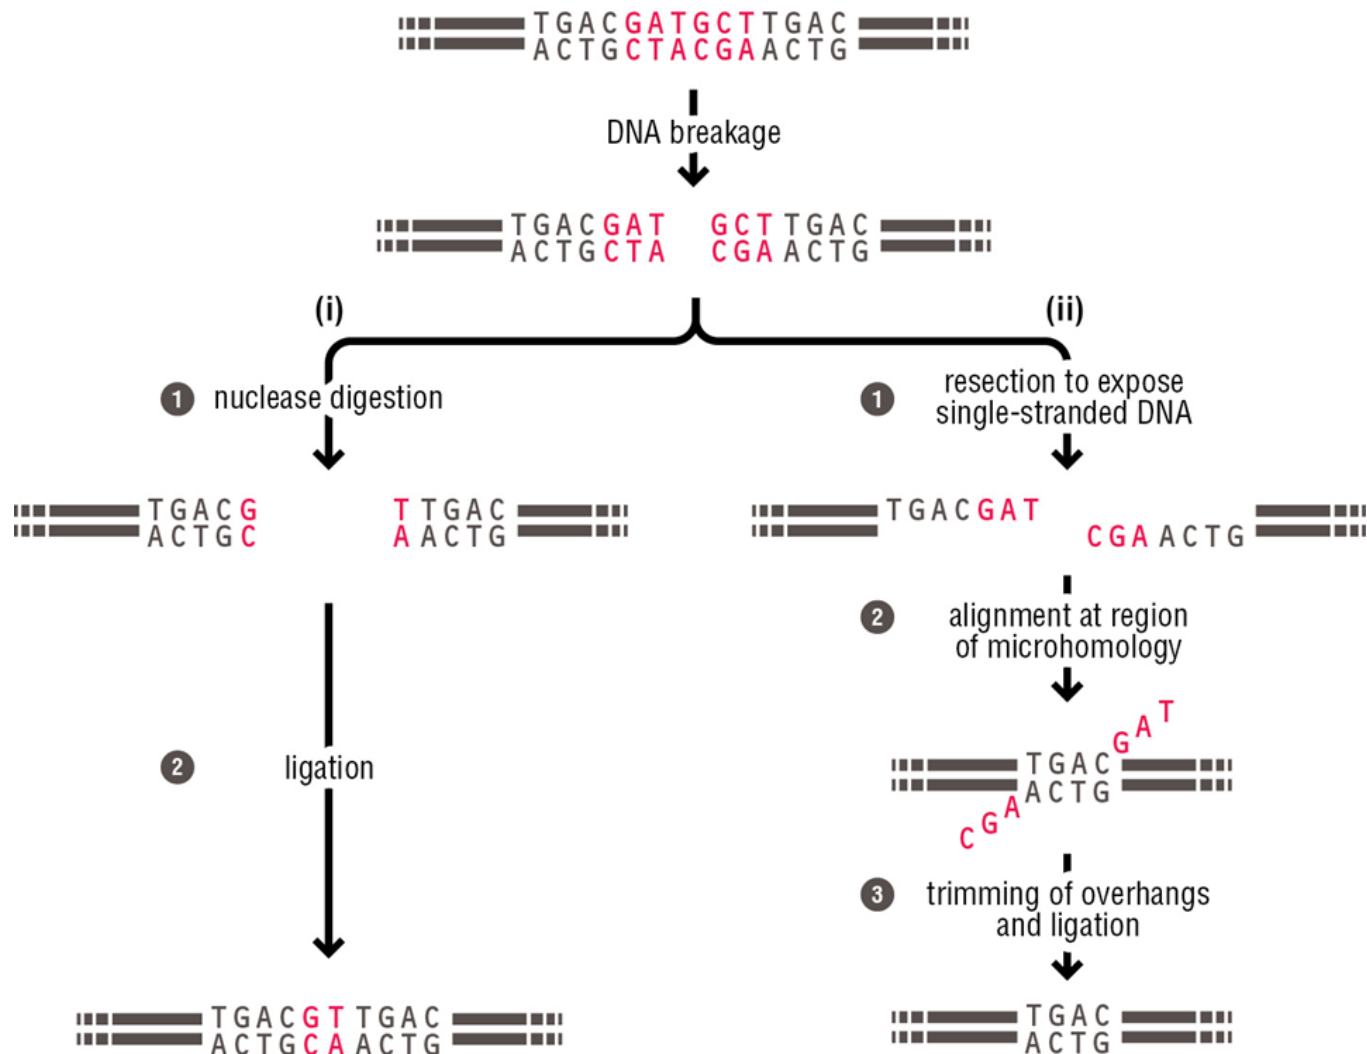 TGACGATGCTTGAC
ACTGCTACGAACTG
DNA breakage
TGACGAT GCTTGAC
ACTGCTA CGAACTG
(i)
(ii)
1 nuclease digestion
1 resection to expose
single-stranded DNA
TGACG TTGAC
ACTGC AACTG
TGACGAT
CGAACTG
2 alignment at region
of microhomology
GAT
TGAC
ACTG
CGA
2 ligation
3 trimming of overhangs
and ligation
TGACGTTGAC
ACTGCAACTG
TGAC
ACTG